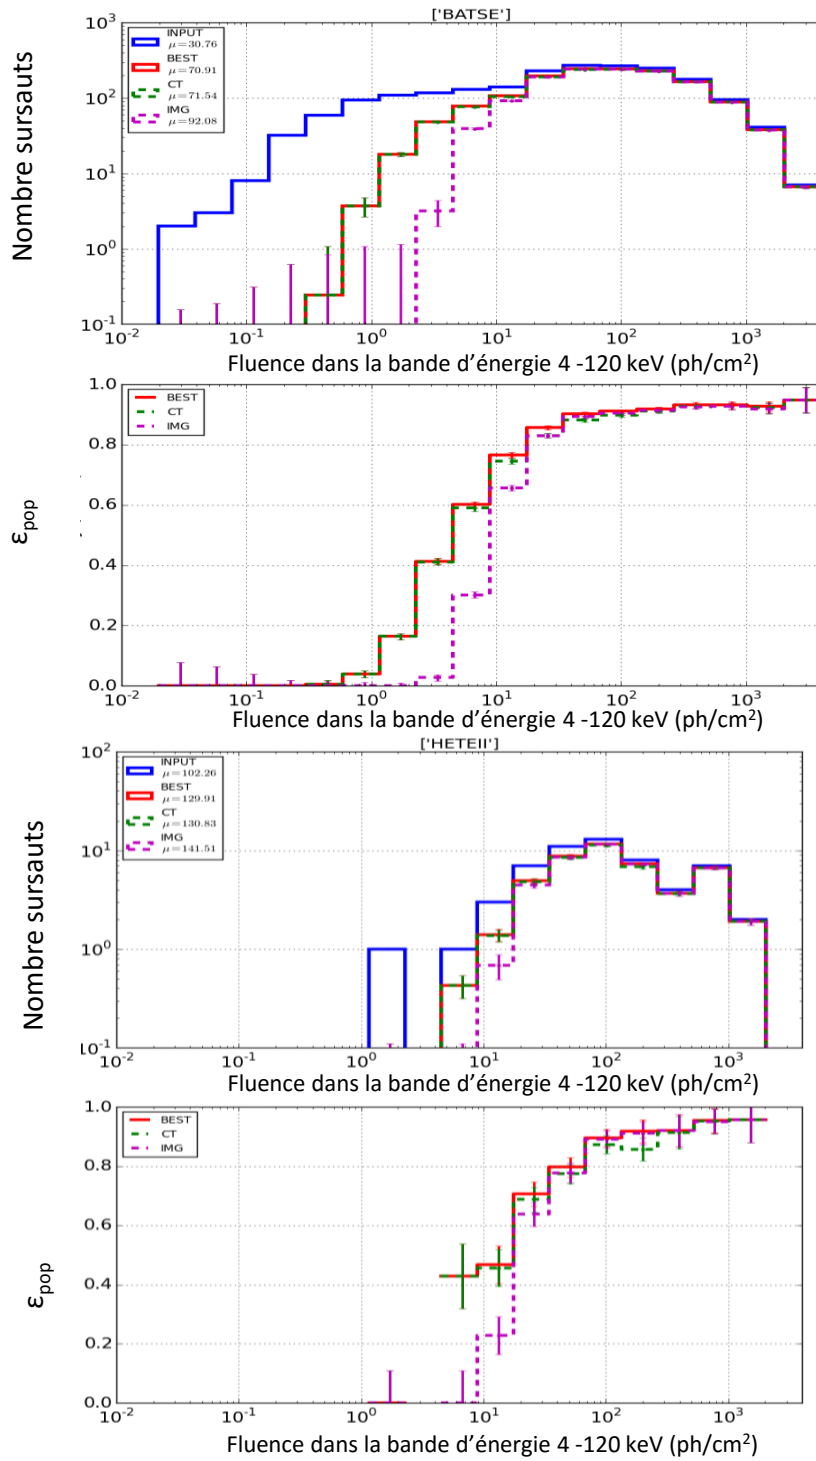 ['BATSE']
10³
10²
10¹
10⁰
10⁻¹
INPUT
μ=30.76
BEST
μ=70.91
CT
μ=71.54
IMG
μ=92.08
Nombre sursauts
10⁻² 10⁻¹ 10⁰ 10¹ 10² 10³
Fluence dans la bande d'énergie 4 -120 keV (ph/cm²)
1.0
0.8
0.6
0.4
0.2
0.0
BEST
CT
IMG
εpop
10⁻² 10⁻¹ 10⁰ 10¹ 10² 10³
Fluence dans la bande d'énergie 4 -120 keV (ph/cm²)
['HETEII']
10²
10¹
10⁰
10⁻¹
INPUT
μ=102.26
BEST
μ=129.91
CT
μ=130.83
IMG
μ=141.51
Nombre sursauts
10⁻² 10⁻¹ 10⁰ 10¹ 10² 10³
Fluence dans la bande d'énergie 4 -120 keV (ph/cm²)
1.0
0.8
0.6
0.4
0.2
0.0
BEST
CT
IMG
εpop
10⁻² 10⁻¹ 10⁰ 10¹ 10² 10³
Fluence dans la bande d'énergie 4 -120 keV (ph/cm²)